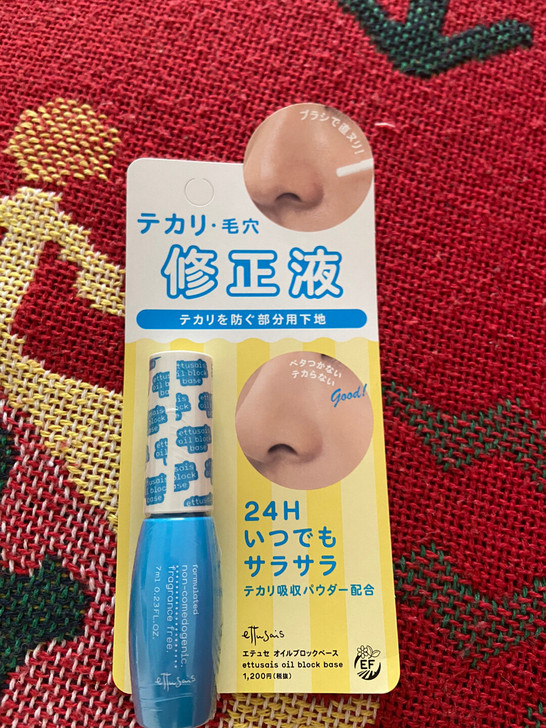 ブラシで直ヌリ!
テカリ・毛穴
修正液
テカリを防ぐ部分用下地
ベタつかない
テカらない
Good!
24H
いつでも
サラサラ
テカリ吸収パウダー配合
ettusais
エテュセ オイルブロックベース
ettusais oil block base
1,200円(税抜)
EF
ettusais
oil block
base
ettusais
oil block
base
formulated
non-comedogenic,
fragrance free.
7ml 0.23FL.OZ.
ettusais